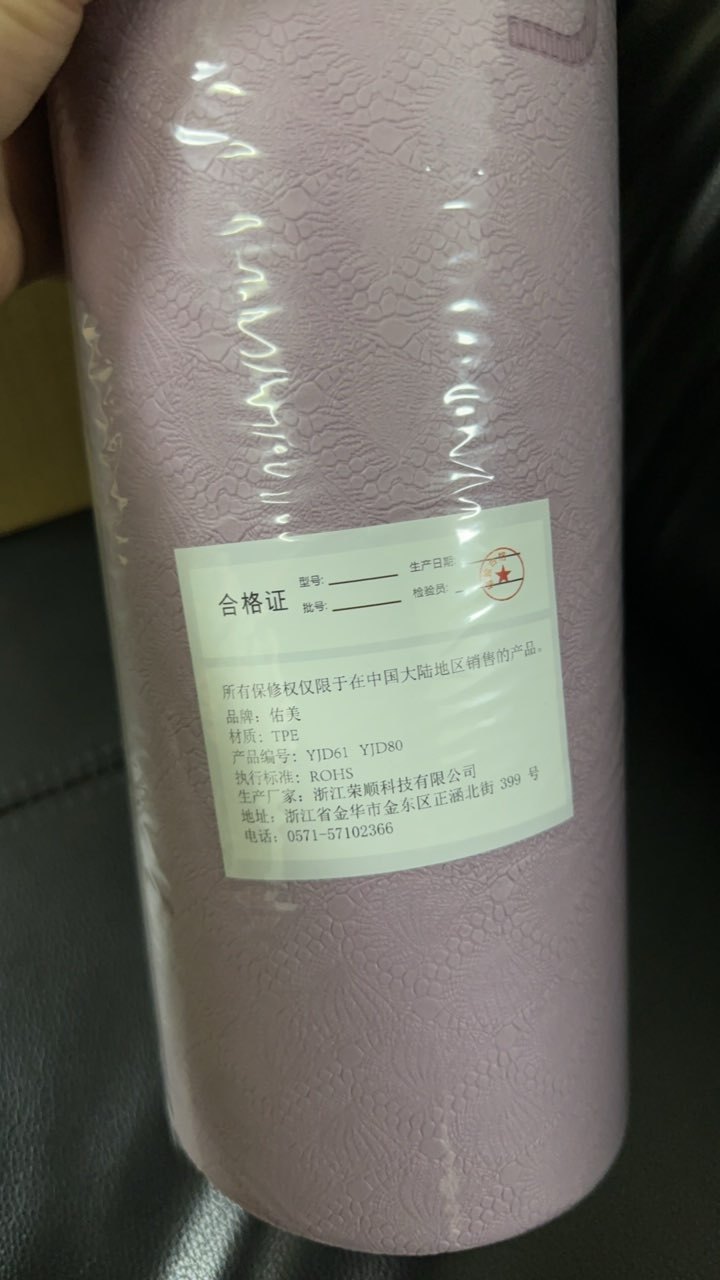 合格证
型号:
生产日期:
批号:
检验员:
所有保修权仅限于在中国大陆地区销售的产品。
品牌: 佑美
材质: TPE
产品编号: YJD61 YJD80
执行标准: ROHS
生产厂家: 浙江荣顺科技有限公司
地址: 浙江省金华市金东区正涵北街 399 号
电话: 0571-57102366